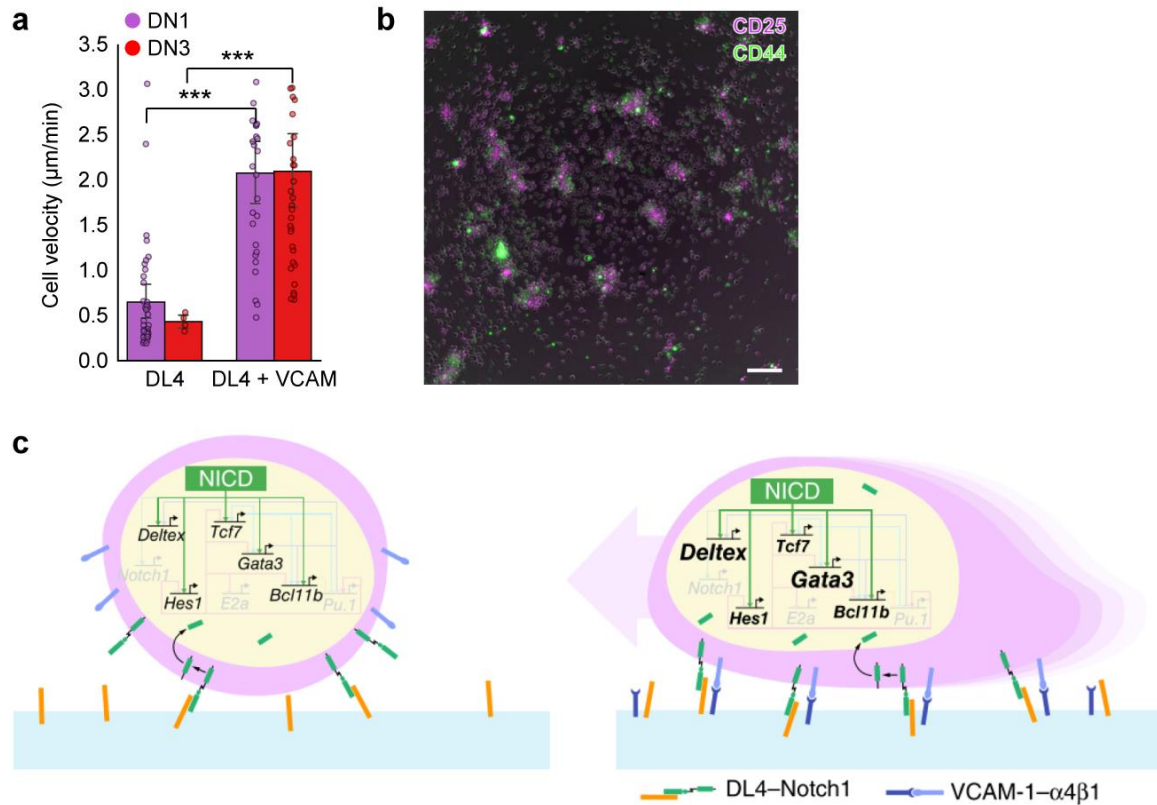 a
DN1
DN3
3.5
3.0
2.5
2.0
1.5
1.0
0.5
0.0
Cell velocity (µm/min)
***
***
DL4
DL4 + VCAM
b
CD25
CD44
c
NICD
Deltex
Tcf7
Gata3
Notch1
Hes1
E2a
Bcl11b
Pu.1
NICD
Deltex
Tcf7
Gata3
Notch1
Hes1
E2a
Bcl11b
Pu.1
DL4–Notch1
VCAM-1–α4β1